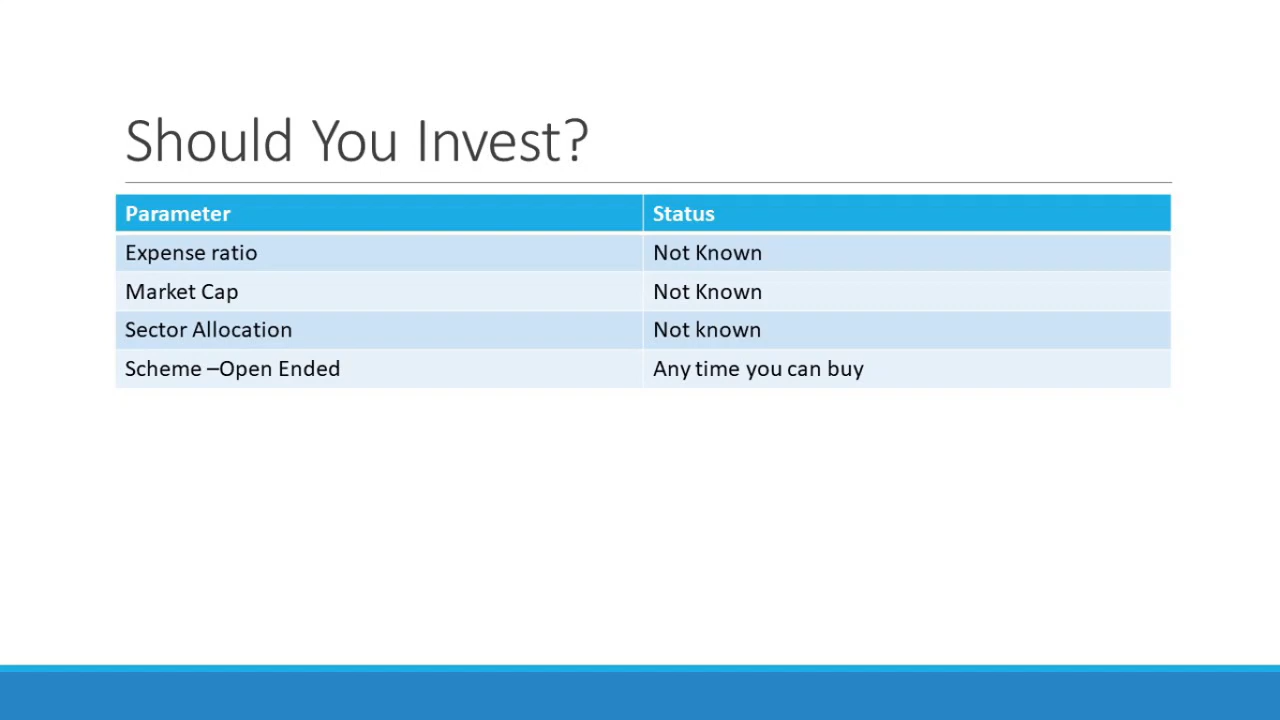 Should You Invest?
Parameter Status
Expense ratio Not Known
Market Cap Not Known
Sector Allocation Not known
Scheme –Open Ended Any time you can buy